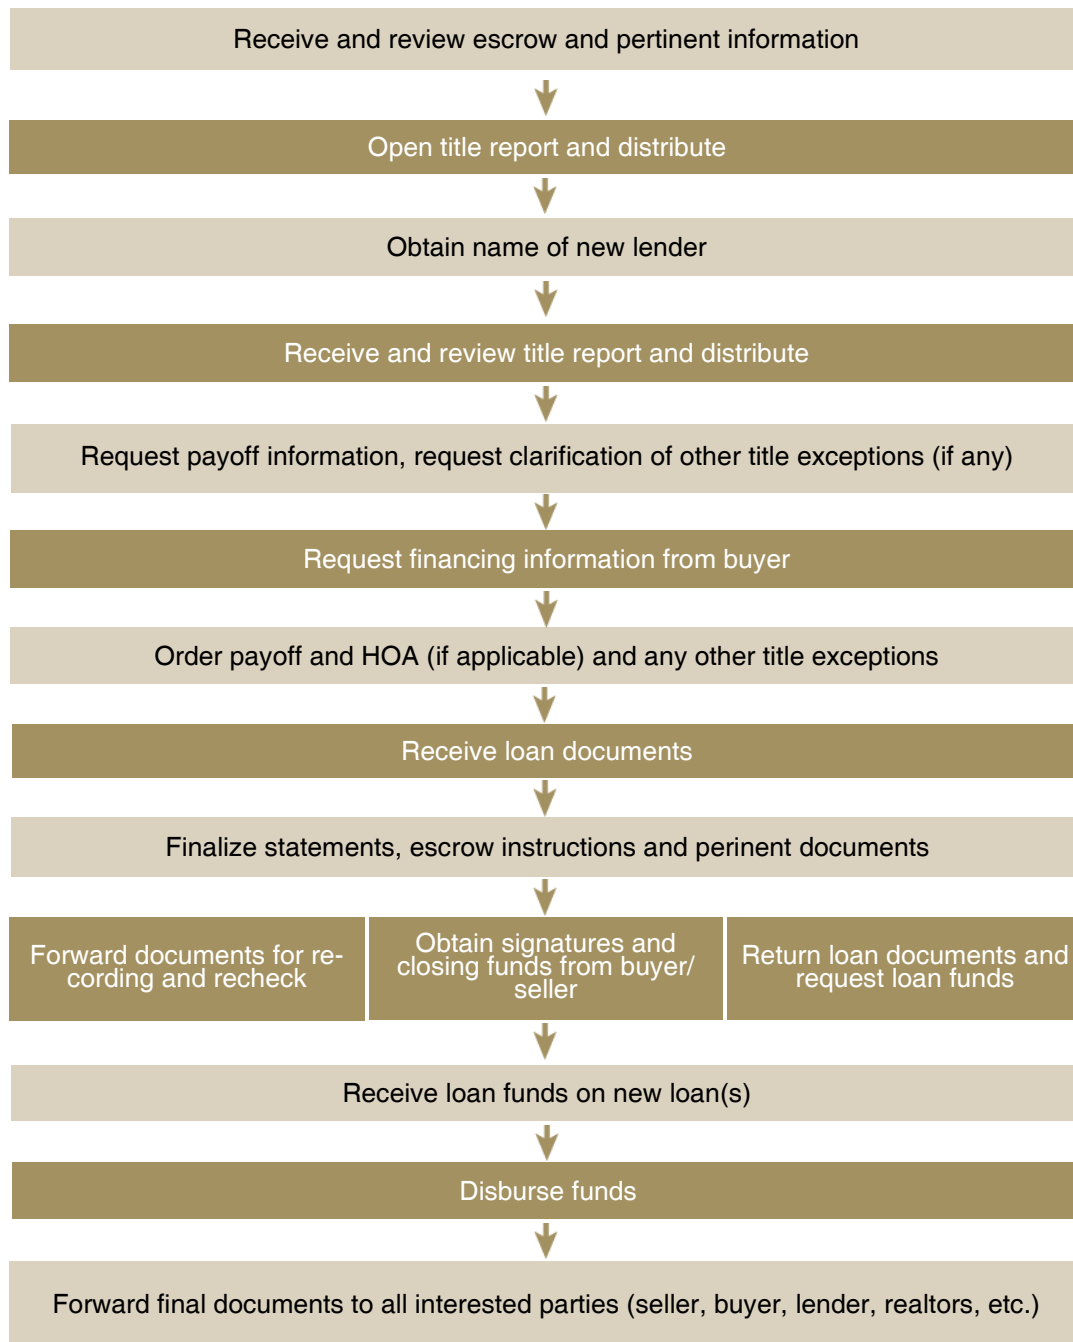 Receive and review escrow and pertinent information
Open title report and distribute
Obtain name of new lender
Receive and review title report and distribute
Request payoff information, request clarification of other title exceptions (if any)
Request financing information from buyer
Order payoff and HOA (if applicable) and any other title exceptions
Receive loan documents
Finalize statements, escrow instructions and perinent documents
Forward documents for re-
cording and recheck
Obtain signatures and
closing funds from buyer/
seller
Return loan documents and
request loan funds
Receive loan funds on new loan(s)
Disburse funds
Forward final documents to all interested parties (seller, buyer, lender, realtors, etc.)